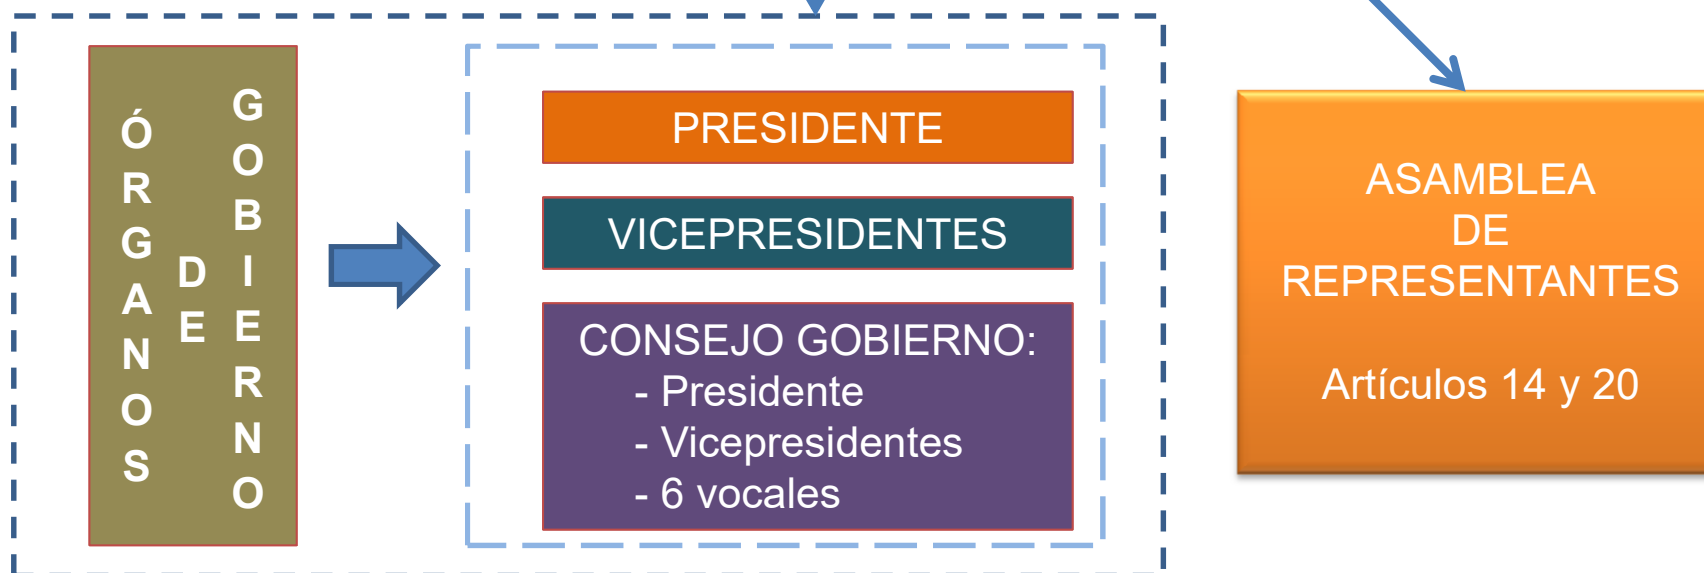 ÓRGANOS
DE
GOBIERNO
PRESIDENTE
VICEPRESIDENTES
CONSEJO GOBIERNO:
- Presidente
- Vicepresidentes
- 6 vocales
ASAMBLEA
DE
REPRESENTANTES
Artículos 14 y 20